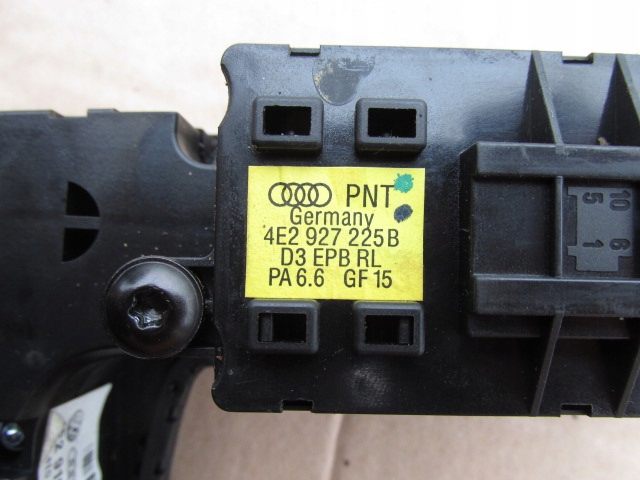 PNT
Germany
4E2 927 225B
D3 EPB RL
PA 6.6 GF 15
10 6
5 1